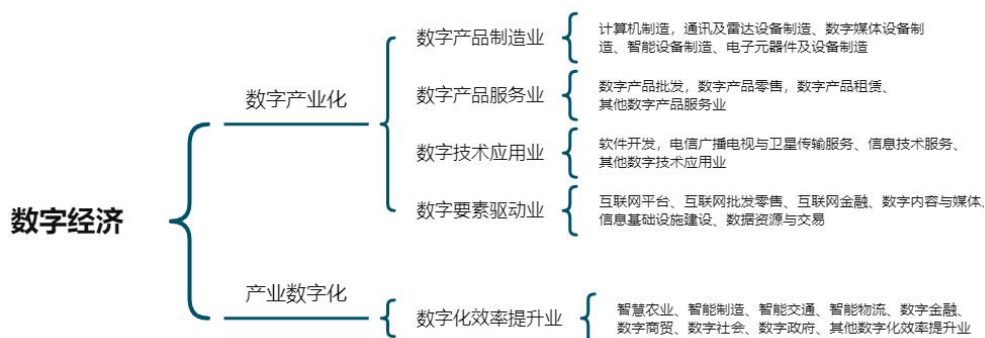 数字经济
数字产业化
数字产品制造业
计算机制造，通讯及雷达设备制造、数字媒体设备制
造、智能设备制造、电子元器件及设备制造
数字产品服务业
数字产品批发，数字产品零售，数字产品租赁、
其他数字产品服务业
数字技术应用业
软件开发，电信广播电视与卫星传输服务、信息技术服务、
其他数字技术应用业
数字要素驱动业
互联网平台、互联网批发零售、互联网金融、数字内容与媒体、
信息基础设施建设、数据资源与交易
产业数字化
数字化效率提升业
智慧农业、智能制造、智能交通、智能物流、数字金融、
数字商贸、数字社会、数字政府、其他数字化效率提升业